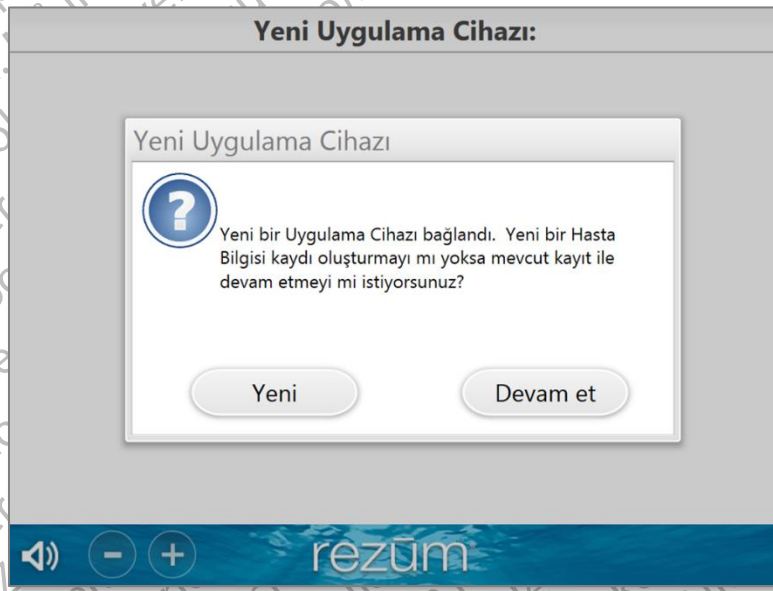 Yeni Uygulama Cihazı:
Yeni Uygulama Cihazı
?
Yeni bir Uygulama Cihazı bağlandı. Yeni bir Hasta
Bilgisi kaydı oluşturmayı mı yoksa mevcut kayıt ile
devam etmeyi mi istiyorsunuz?
Yeni
Devam et
- +
rezūm